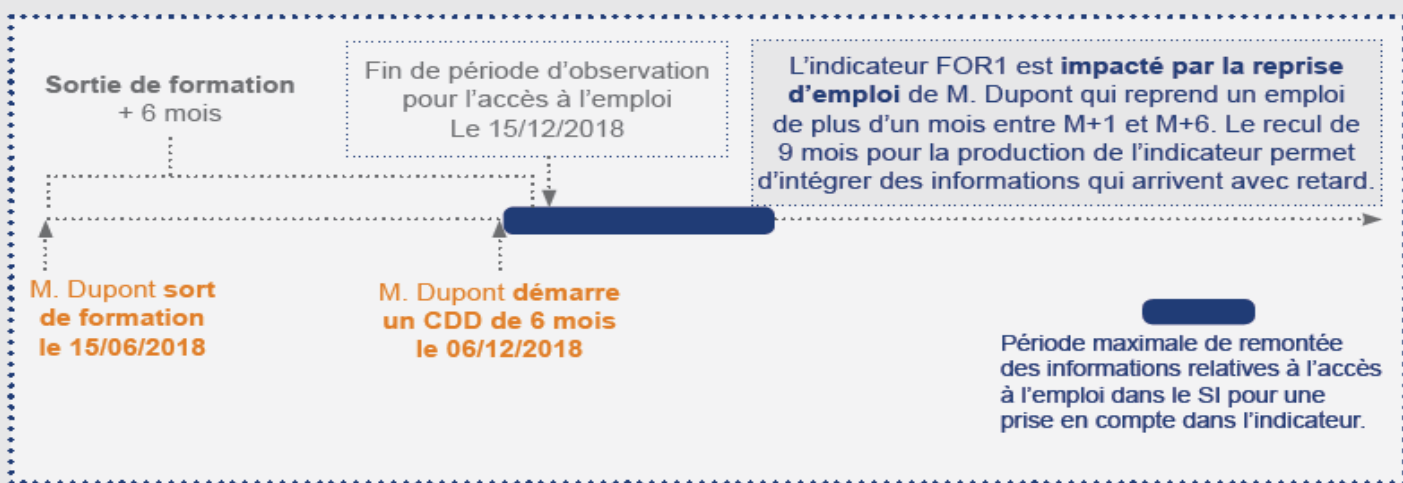 Sortie de formation
+ 6 mois
Fin de période d'observation
pour l'accès à l'emploi
Le 15/12/2018
L'indicateur FOR1 est impacté par la reprise
d'emploi de M. Dupont qui reprend un emploi
de plus d'un mois entre M+1 et M+6. Le recul de
9 mois pour la production de l'indicateur permet
d'intégrer des informations qui arrivent avec retard.
M. Dupont sort
de formation
le 15/06/2018
M. Dupont démarre
un CDD de 6 mois
le 06/12/2018
Période maximale de remontée
des informations relatives à l'accès
à l'emploi dans le SI pour une
prise en compte dans l'indicateur.